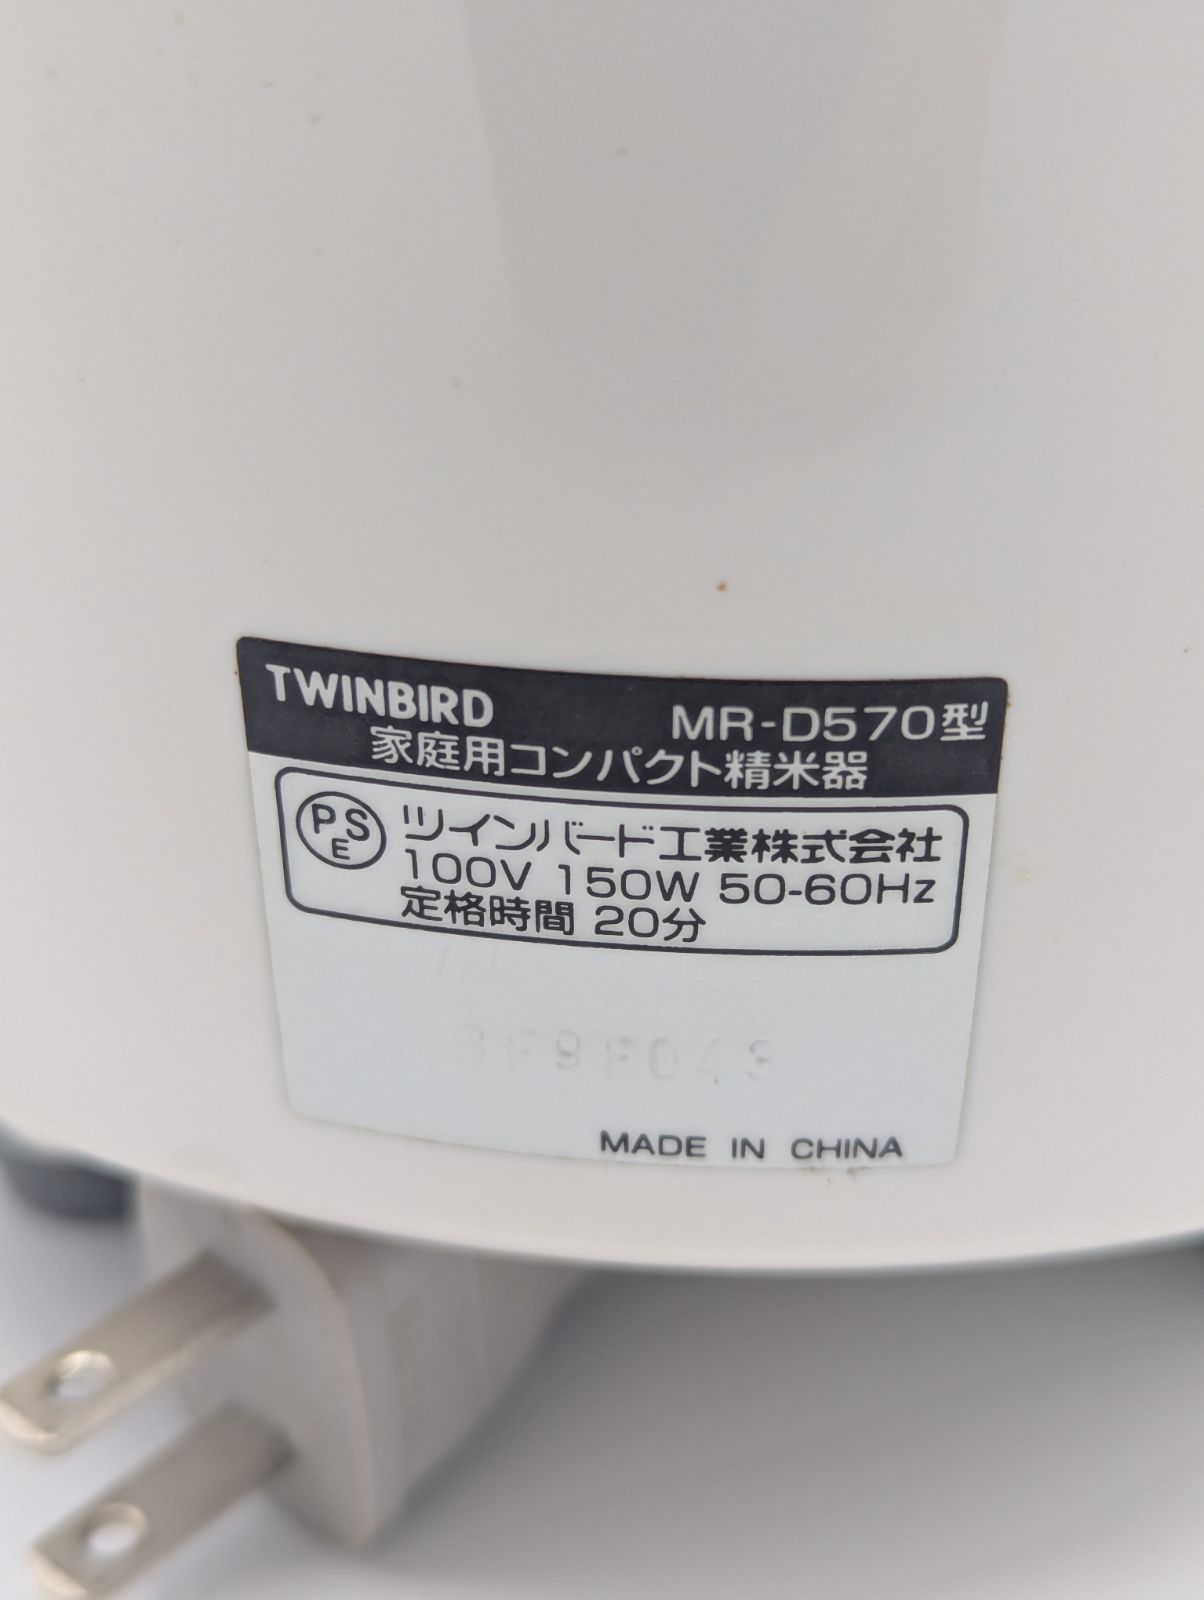 TWINBIRD MR-D570型
家庭用コンパクト精米器
PSE ツインバード工業株式会社
100V 150W 50-60Hz
定格時間 20分
MADE IN CHINA